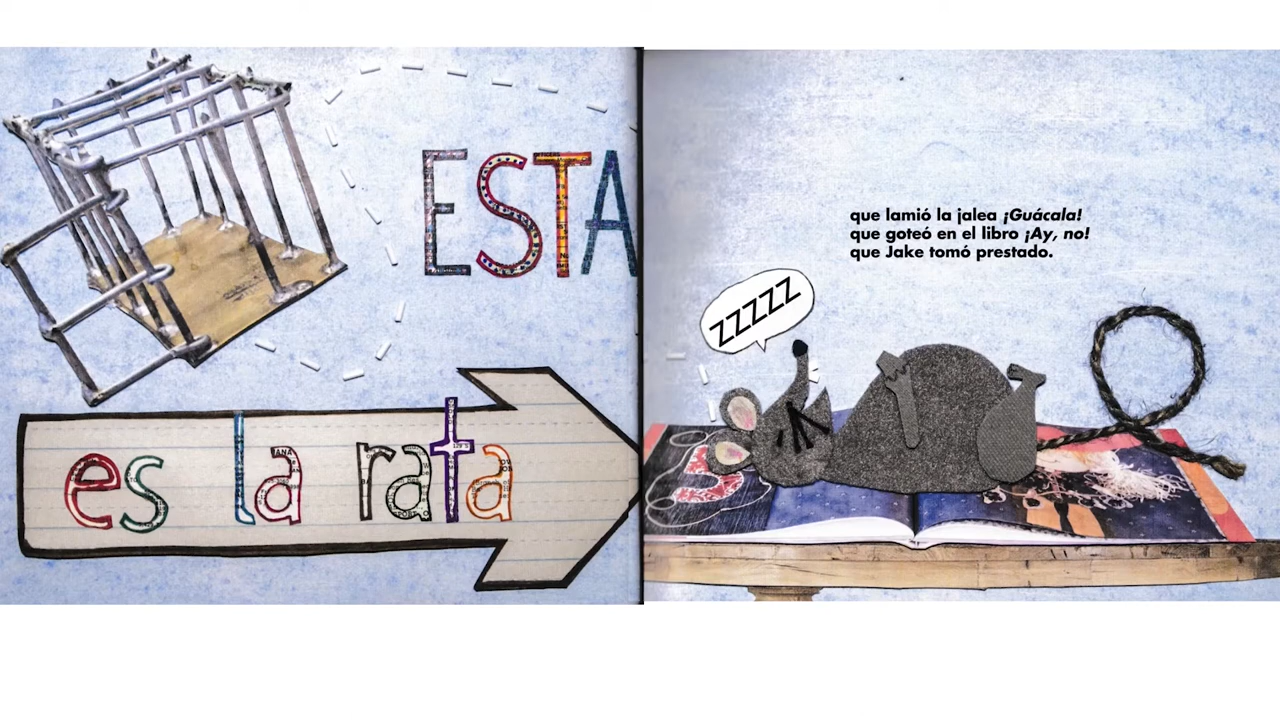 ESTA
es la rata
que lamió la jalea ¡Guácala!
que goteó en el libro ¡Ay, no!
que Jake tomó prestado.
ZZZZZ